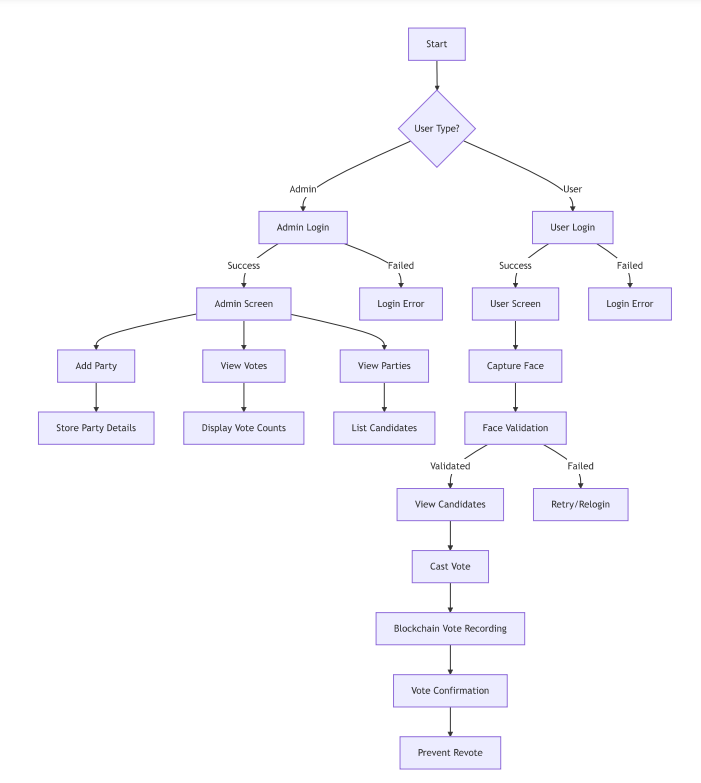 Start
User Type?
Admin
User
Admin Login
User Login
Success
Failed
Success
Failed
Admin Screen
Login Error
User Screen
Login Error
Add Party
View Votes
View Parties
Capture Face
Store Party Details
Display Vote Counts
List Candidates
Face Validation
Validated
Failed
View Candidates
Retry/Relogin
Cast Vote
Blockchain Vote Recording
Vote Confirmation
Prevent Revote